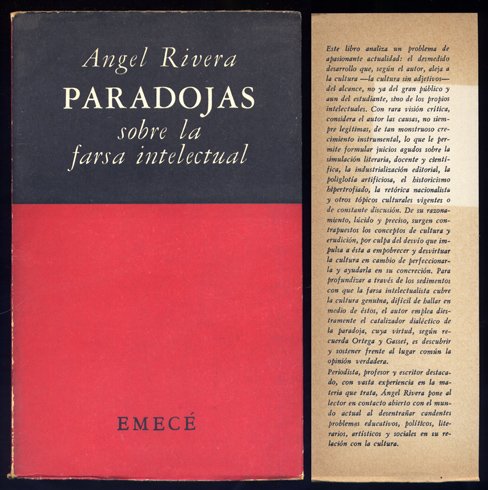 Angel Rivera
PARADOJAS
sobre la
farsa intelectual
EMECÉ
Este libro analiza un problema de
apasionante actualidad: el desmedido
desarrollo que, según el autor, aleja a
la cultura —la cultura sin adjetivos—
del alcance, no ya del gran público y
aun del estudiante, sino de los propios
intelectuales. Con rara visión crítica,
considera el autor las causas, no siem-
pre legítimas, de tan monstruoso cre-
cimiento instrumental, lo que le per-
mite formular juicios agudos sobre la
simulación literaria, docente y cientí-
fica, la industrialización editorial, la
poliglotía artificiosa, el historicismo
hipertrofiado, la retórica nacionalista
y otros tópicos culturales vigentes o
de constante discusión. De su razona-
miento, lúcido y preciso, surgen con-
trapuestos los conceptos de cultura y
erudición, por culpa del desvío que im-
pulsa a ésta a empobrecer y desvirtuar
la cultura en cambio de perfeccionar-
la y ayudarla en su concreción. Para
profundizar a través de los sedimentos
con que la farsa intelectualista cubre
la cultura genuina, difícil de hallar en
medio de éstos, el autor emplea dies-
tramente el catalizador dialéctico de
la paradoja, cuya virtud, según re-
cuerda Ortega y Gasset, es descubrir
y sostener frente al lugar común la
opinión verdadera.
Periodista, profesor y escritor destaca-
do, con vasta experiencia en la ma-
teria que trata, Ángel Rivera pone al
lector en contacto abierto con el mun-
do actual al desentrañar candentes
problemas educativos, políticos, lite-
rarios, artísticos y sociales en su re-
lación con la cultura.